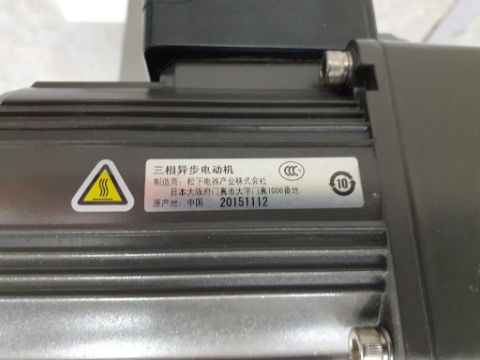 三相异步电动机
制造商: 松下电器产业株式会社
日本大阪府门真市大字门真1006番地
原产地: 中国 20151112
10